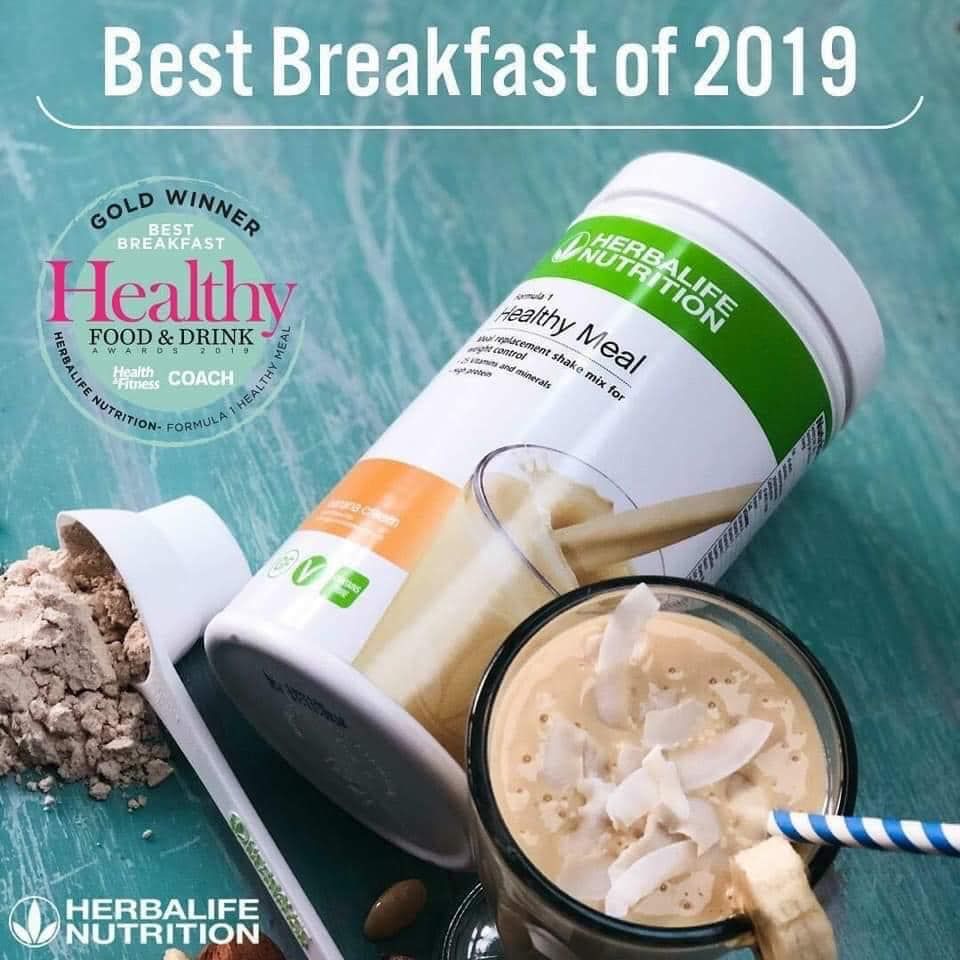 Best Breakfast of 2019
GOLD WINNER
BEST
BREAKFAST
Healthy
FOOD & DRINK
AWARDS 2019
Health
&Fitness
COACH
HERBALIFE NUTRITION- FORMULA 1 HEALTHY MEAL
HERBALIFE
NUTRITION
Formula 1
Healthy Meal
Meal replacement shake mix for
weight control
25 Vitamins and minerals
High protein
HERBALIFE
NUTRITION